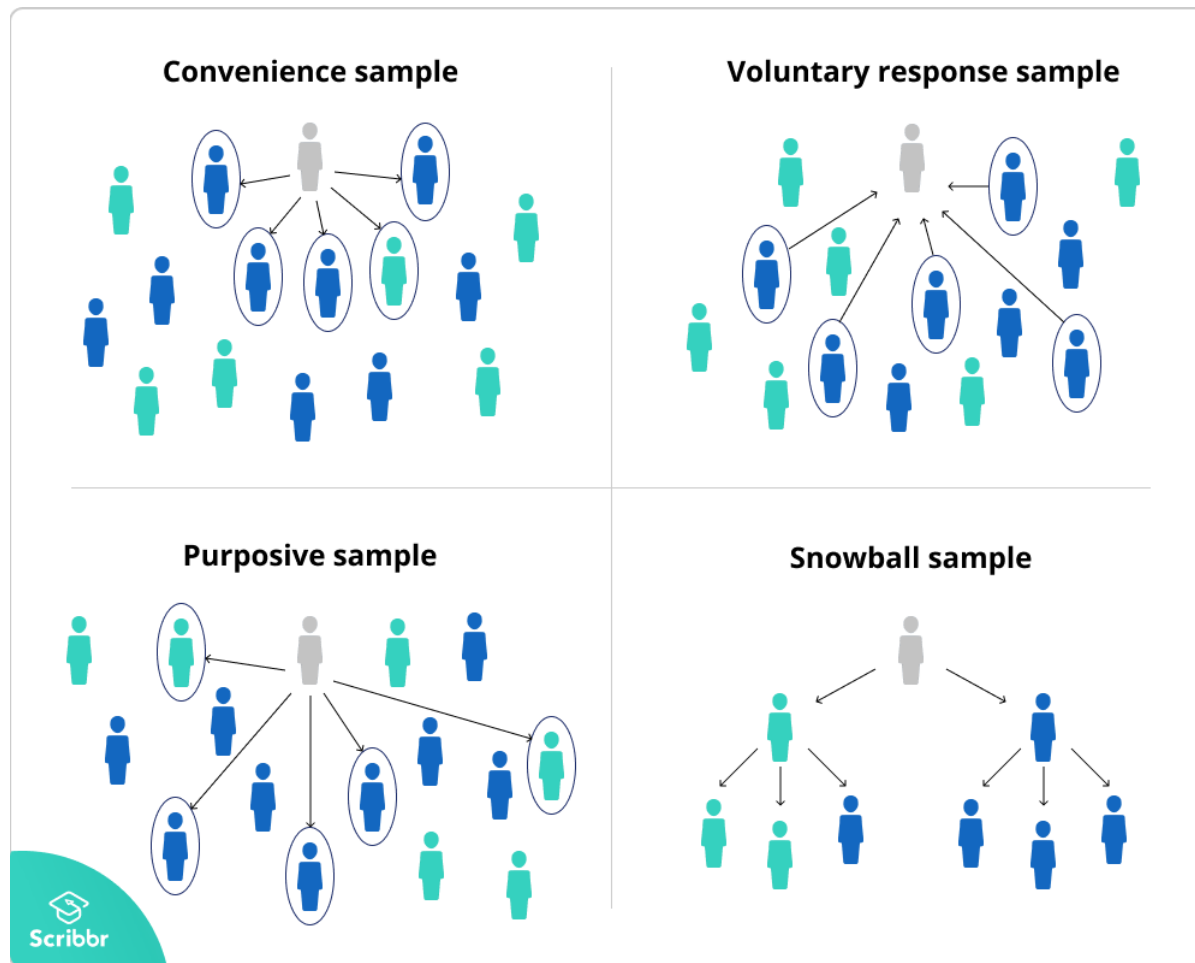 Convenience sample
Voluntary response sample
Purposive sample
Snowball sample
Scribbr